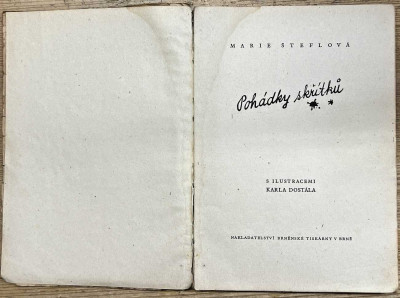 MARIE ŠTEFLOVÁ
Pohádky skřítků
S ILUSTRACEMI
KARLA DOSTÁLA
NAKLADATELSTVÍ BRNĚNSKÉ TISKÁRNY V BRNĚ